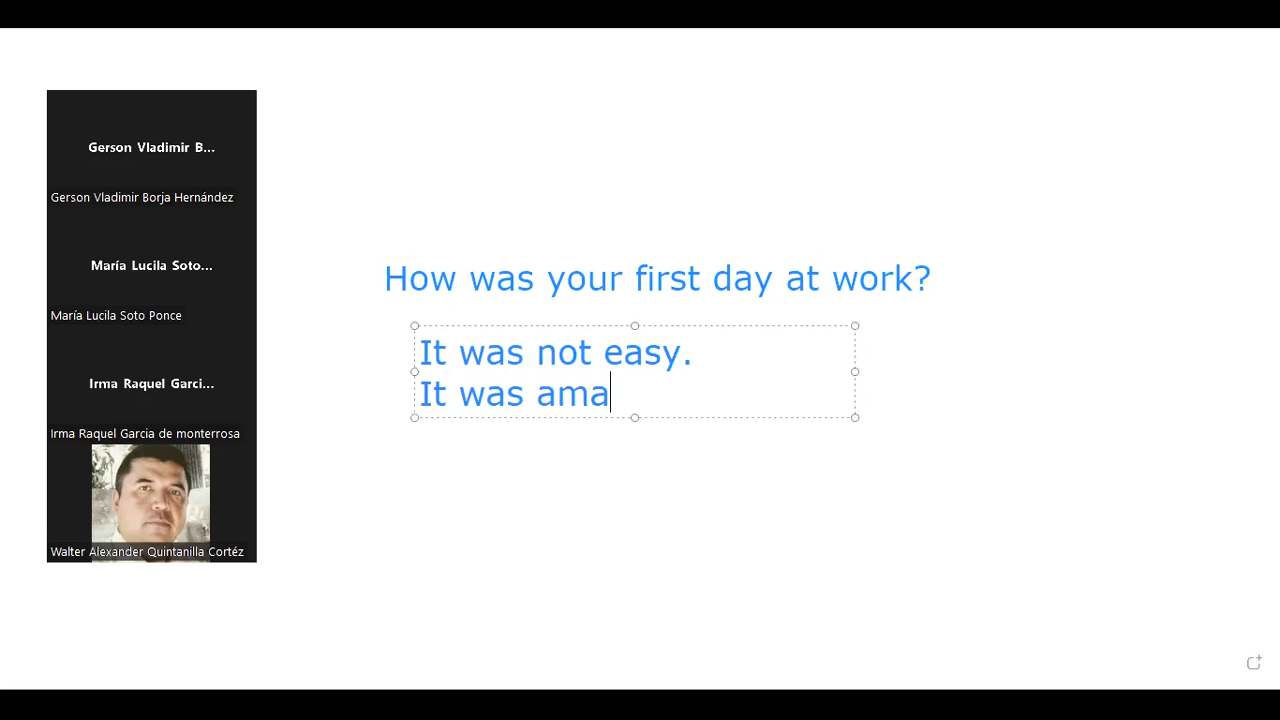 Gerson Vladimir B...
Gerson Vladimir Borja Hernández
María Lucila Soto...
María Lucila Soto Ponce
Irma Raquel Garci...
Irma Raquel Garcia de monterrosa
Walter Alexander Quintanilla Cortéz
How was your first day at work?
It was not easy.
It was ama